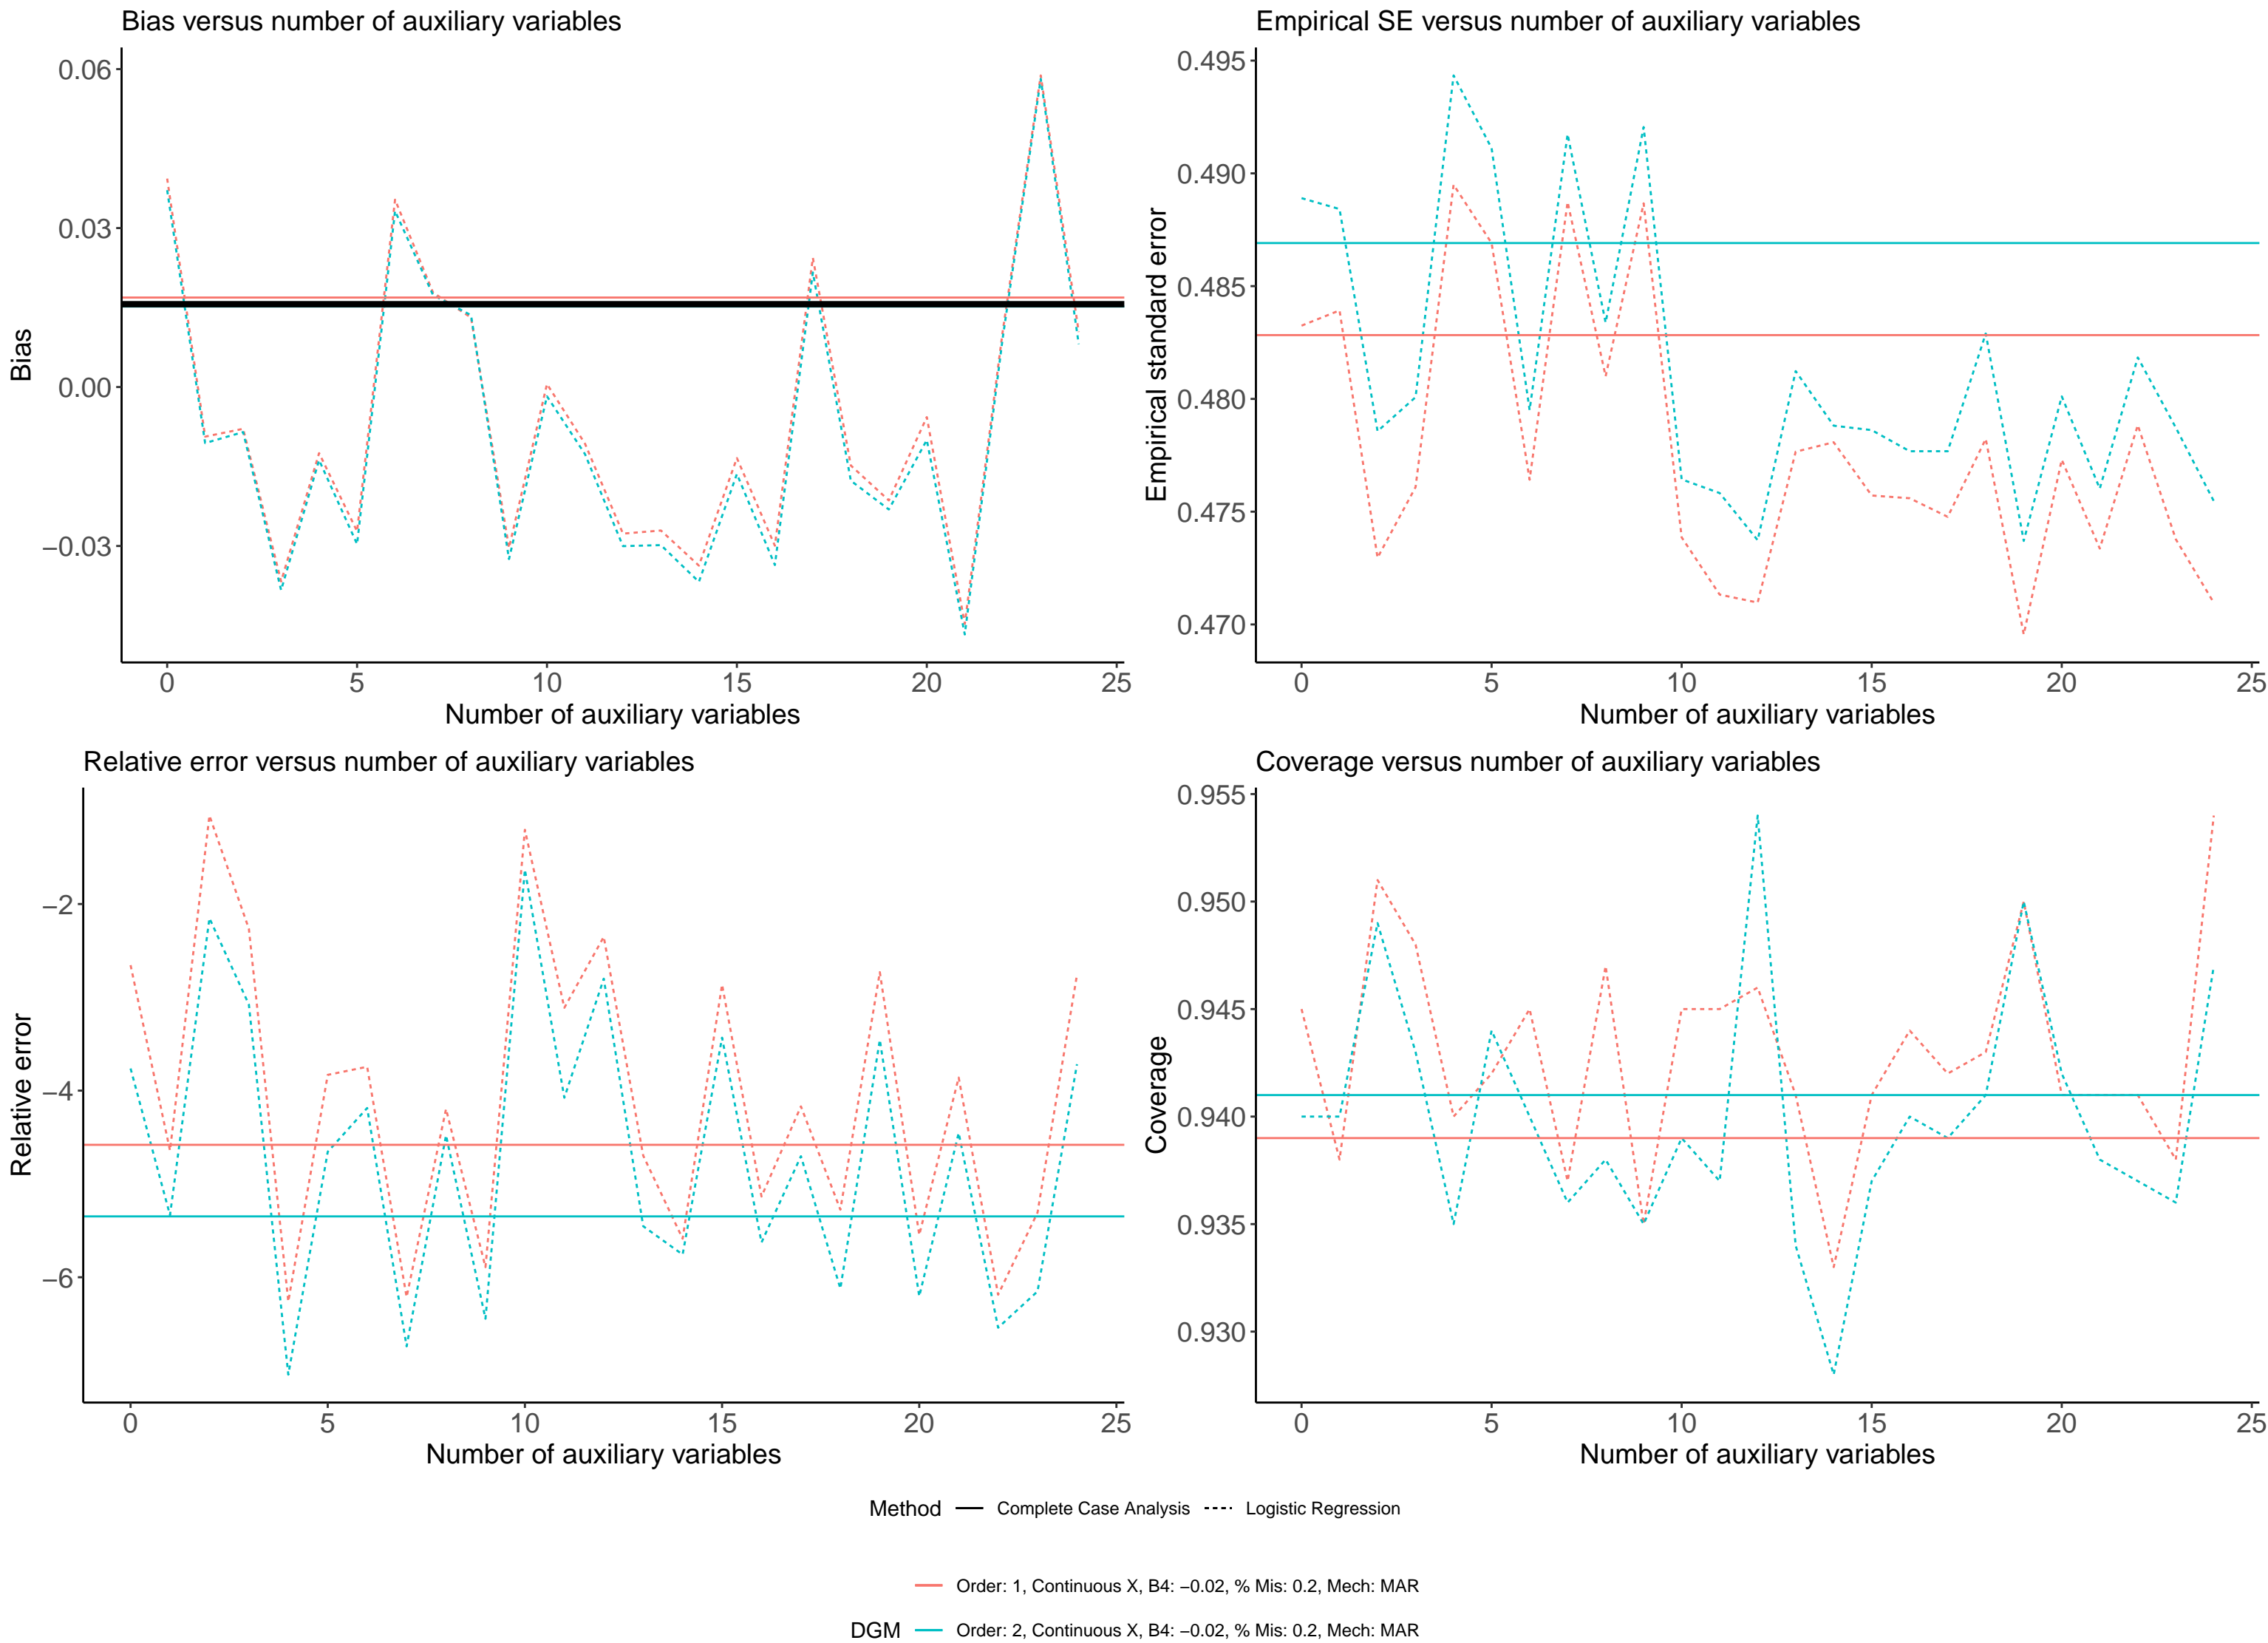 Bias versus number of auxiliary variables
0.06
0.03
0.00
−0.03
Bias
0 5 10 15 20 25
Number of auxiliary variables
Empirical SE versus number of auxiliary variables
0.495
0.490
0.485
0.480
0.475
0.470
Empirical standard error
0 5 10 15 20 25
Number of auxiliary variables
Relative error versus number of auxiliary variables
−2
−4
−6
Relative error
0 5 10 15 20 25
Number of auxiliary variables
Coverage versus number of auxiliary variables
0.955
0.950
0.945
0.940
0.935
0.930
Coverage
0 5 10 15 20 25
Number of auxiliary variables
Method Complete Case Analysis Logistic Regression
Order: 1, Continuous X, B4: −0.02, % Mis: 0.2, Mech: MAR
DGM Order: 2, Continuous X, B4: −0.02, % Mis: 0.2, Mech: MAR